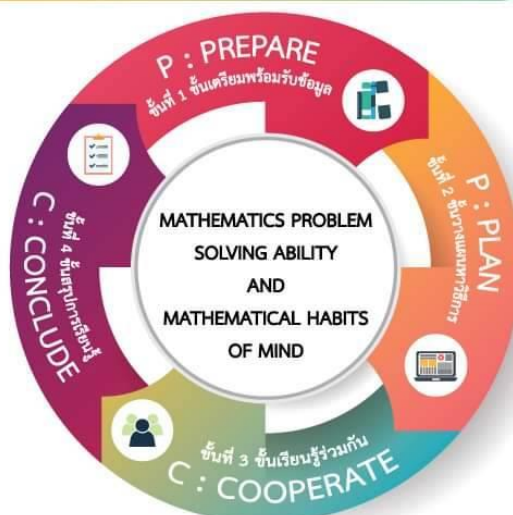 P : PREPARE
ขั้นที่ 1 ขั้นเตรียมพร้อมรับข้อมูล
P : PLAN
ขั้นที่ 2 ขั้นวางแผนหาวิธีการ
ขั้นที่ 3 ขั้นเรียนรู้ร่วมกัน
C : COOPERATE
C : CONCLUDE
ขั้นที่ 4 ขั้นสรุปการเรียนรู้
MATHEMATICS PROBLEM
SOLVING ABILITY
AND
MATHEMATICAL HABITS
OF MIND